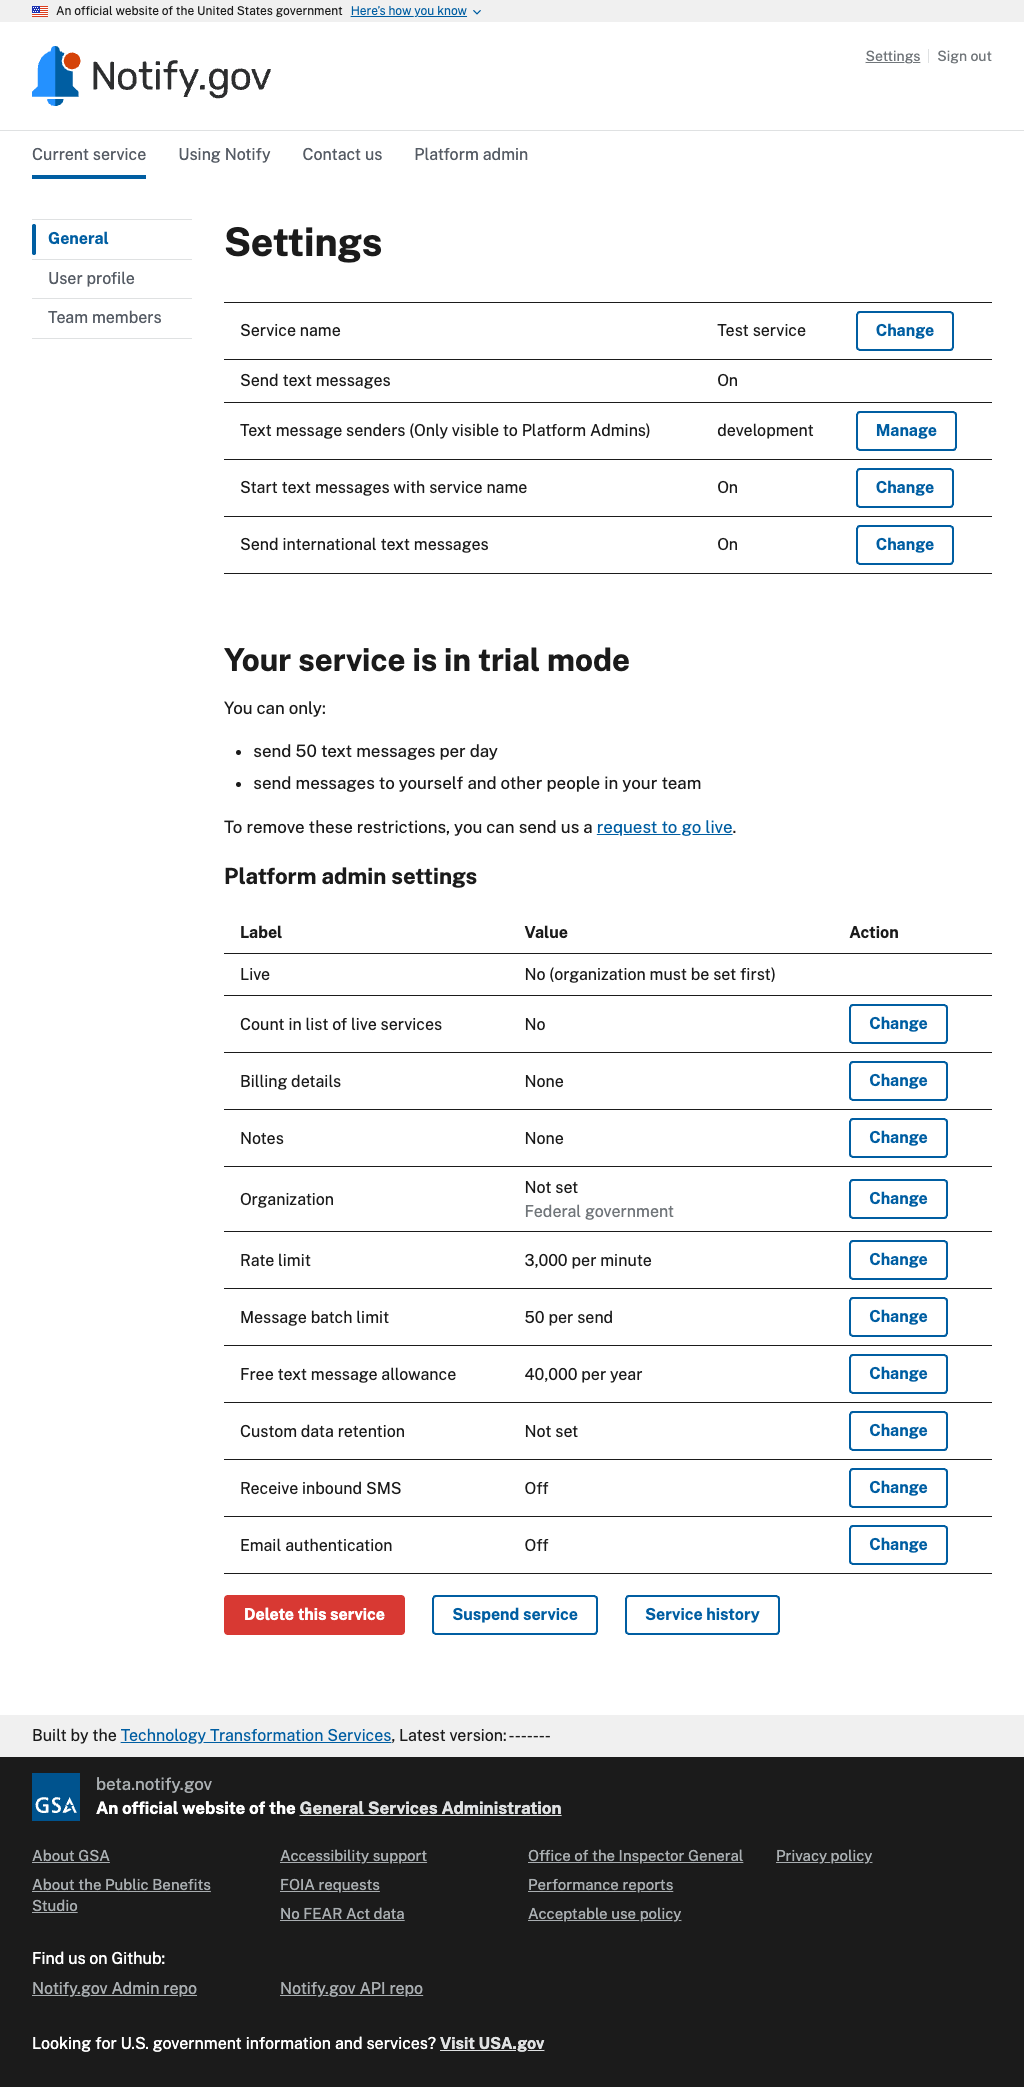 An official website of the United States government Here's how you know
Notify.gov
Settings Sign out
Current service Using Notify Contact us Platform admin
General
User profile
Team members
Settings
Service name Test service Change
Send text messages On
Text message senders (Only visible to Platform Admins) development Manage
Start text messages with service name On Change
Send international text messages On Change
Your service is in trial mode
You can only:
• send 50 text messages per day
• send messages to yourself and other people in your team
To remove these restrictions, you can send us a request to go live.
Platform admin settings
Label Value Action
Live No (organization must be set first)
Count in list of live services No Change
Billing details None Change
Notes None Change
Organization Not set Change
Federal government
Rate limit 3,000 per minute Change
Message batch limit 50 per send Change
Free text message allowance 40,000 per year Change
Custom data retention Not set Change
Receive inbound SMS Off Change
Email authentication Off Change
Delete this service Suspend service Service history
Built by the Technology Transformation Services, Latest version: -------
GSA
beta.notify.gov
An official website of the General Services Administration
About GSA Accessibility support Office of the Inspector General Privacy policy
About the Public Benefits FOIA requests Performance reports
Studio
No FEAR Act data Acceptable use policy
Find us on Github:
Notify.gov Admin repo Notify.gov API repo
Looking for U.S. government information and services? Visit USA.gov